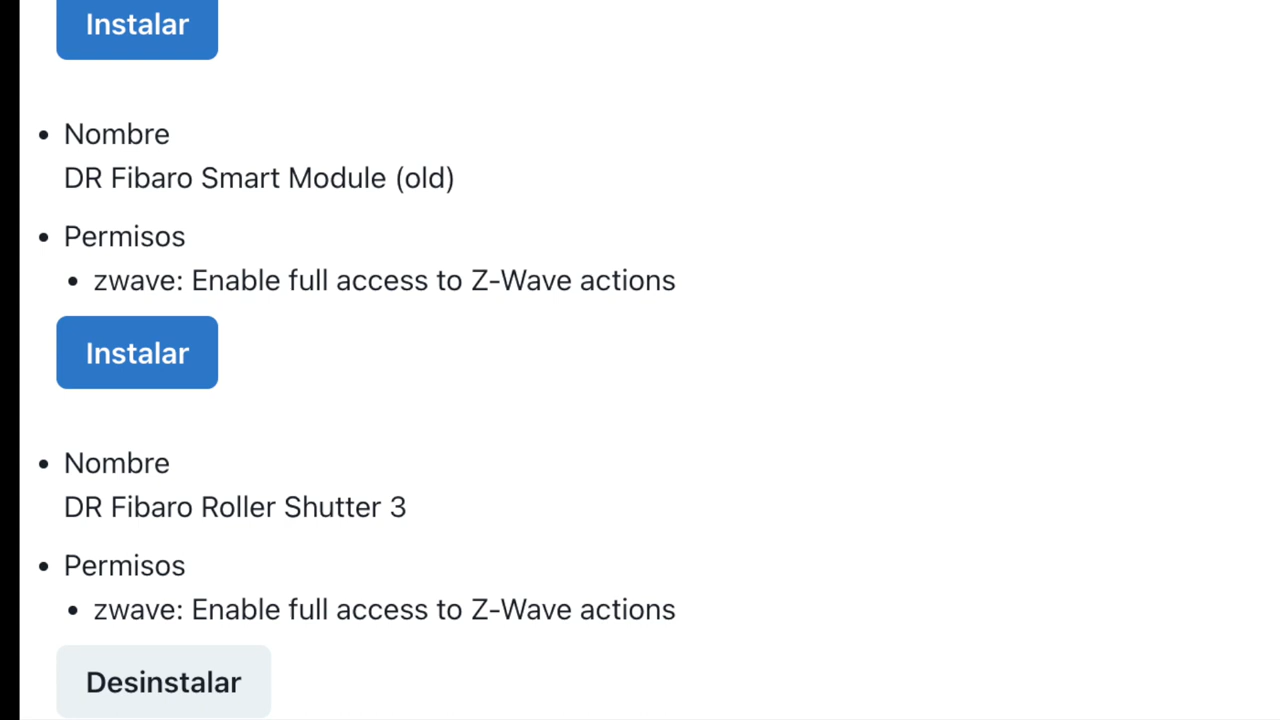 Instalar
Nombre
DR Fibaro Smart Module (old)
Permisos
zwave: Enable full access to Z-Wave actions
Instalar
Nombre
DR Fibaro Roller Shutter 3
Permisos
zwave: Enable full access to Z-Wave actions
Desinstalar